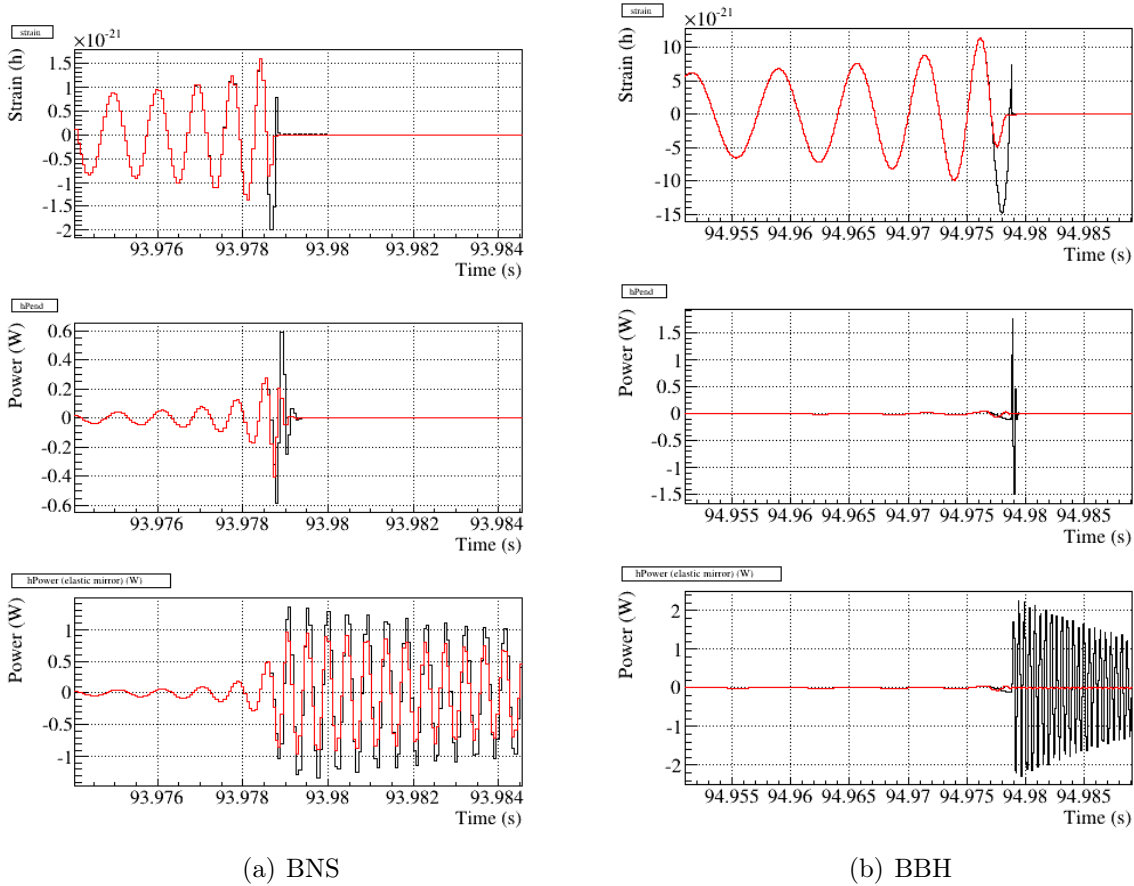 strain
×10⁻²¹
Strain (h)
1.5
1
0.5
0
-0.5
-1
-1.5
-2
93.976 93.978 93.98 93.982 93.984
Time (s)
hPend
Power (W)
0.6
0.4
0.2
0
-0.2
-0.4
-0.6
93.976 93.978 93.98 93.982 93.984
Time (s)
hPower (elastic mirror) (W)
Power (W)
1
0.5
0
-0.5
-1
93.976 93.978 93.98 93.982 93.984
Time (s)
(a) BNS
strain
×10⁻²¹
Strain (h)
10
5
0
-5
-10
-15
94.955 94.96 94.965 94.97 94.975 94.98 94.985
Time (s)
hPend
Power (W)
1.5
1
0.5
0
-0.5
-1
-1.5
94.955 94.96 94.965 94.97 94.975 94.98 94.985
Time (s)
hPower (elastic mirror) (W)
Power (W)
2
1
0
-1
-2
94.955 94.96 94.965 94.97 94.975 94.98 94.985
Time (s)
(b) BBH